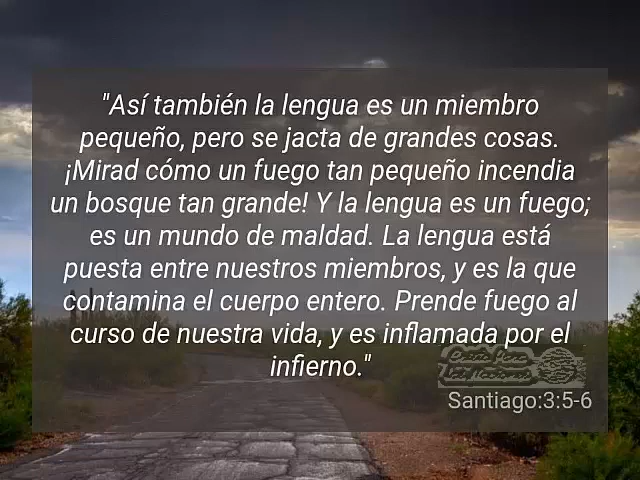 "Así también la lengua es un miembro
pequeño, pero se jacta de grandes cosas.
¡Mirad cómo un fuego tan pequeño incendia
un bosque tan grande! Y la lengua es un fuego;
es un mundo de maldad. La lengua está
puesta entre nuestros miembros, y es la que
contamina el cuerpo entero. Prende fuego al
curso de nuestra vida, y es inflamada por el
infierno."
Santiago:3:5-6